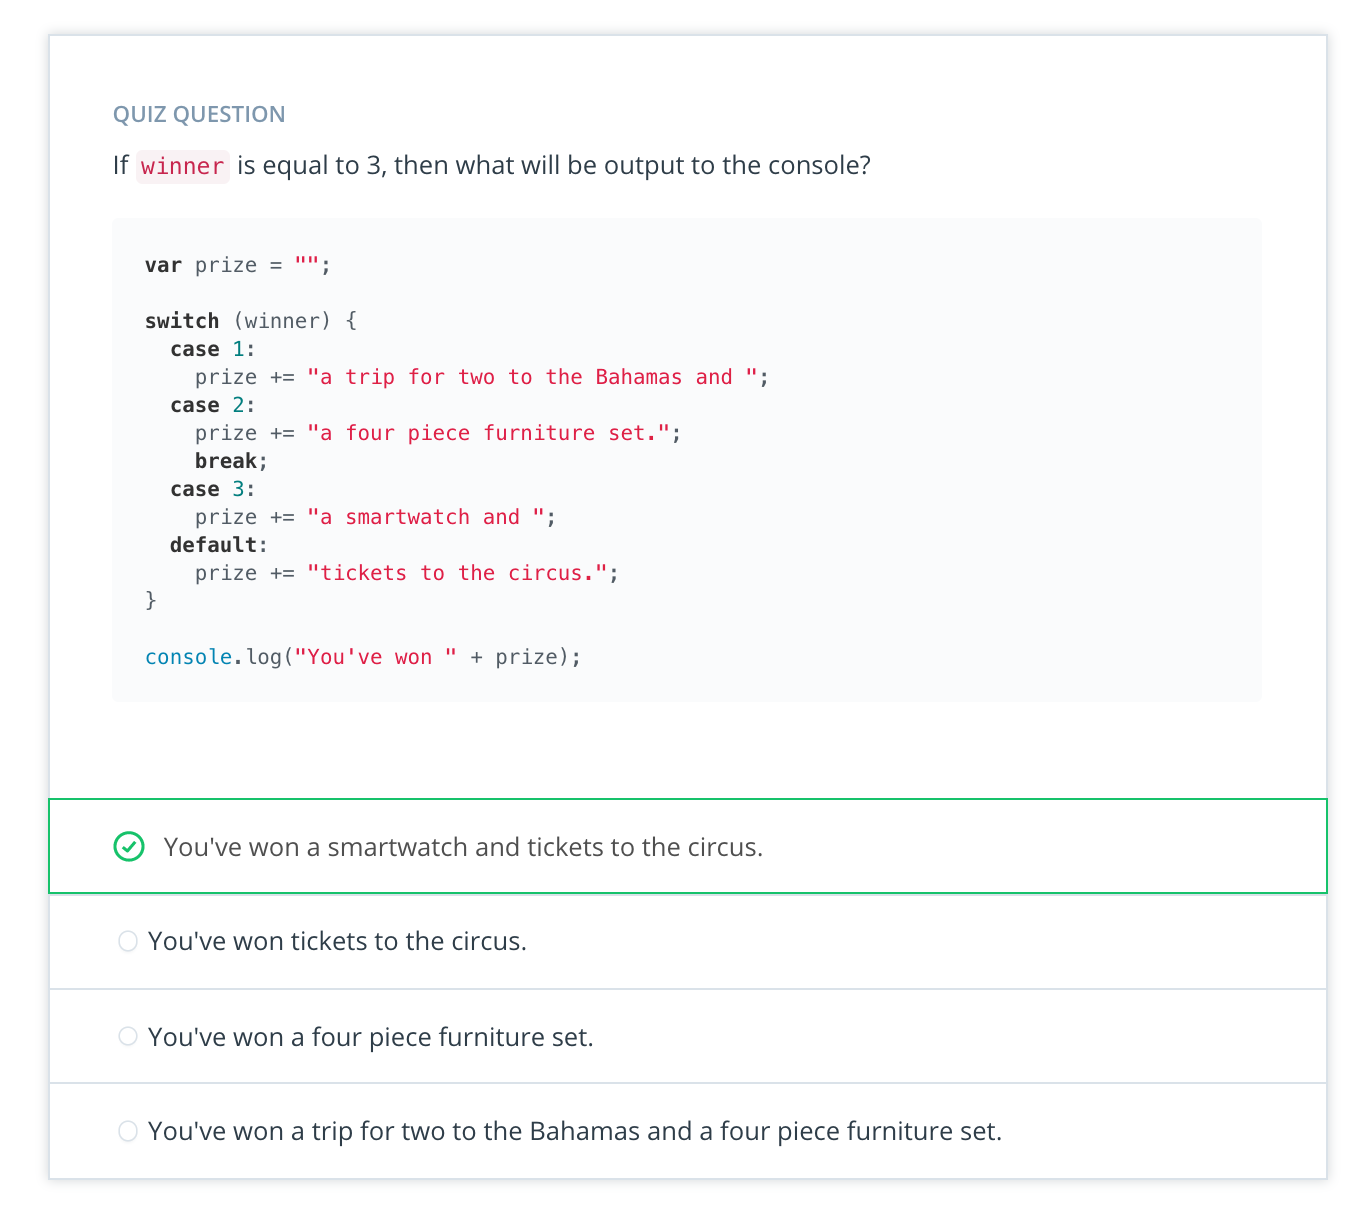 QUIZ QUESTION
If winner is equal to 3, then what will be output to the console?
var prize = "";
switch (winner) {
  case 1:
    prize += "a trip for two to the Bahamas and ";
  case 2:
    prize += "a four piece furniture set.";
    break;
  case 3:
    prize += "a smartwatch and ";
  default:
    prize += "tickets to the circus.";
}
console.log("You've won " + prize);
You've won a smartwatch and tickets to the circus.
You've won tickets to the circus.
You've won a four piece furniture set.
You've won a trip for two to the Bahamas and a four piece furniture set.